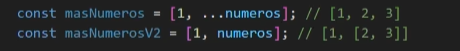 const masNumeros = [1, ...numeros]; // [1, 2, 3]
const masNumerosV2 = [1, numeros]; // [1, [2, 3]]